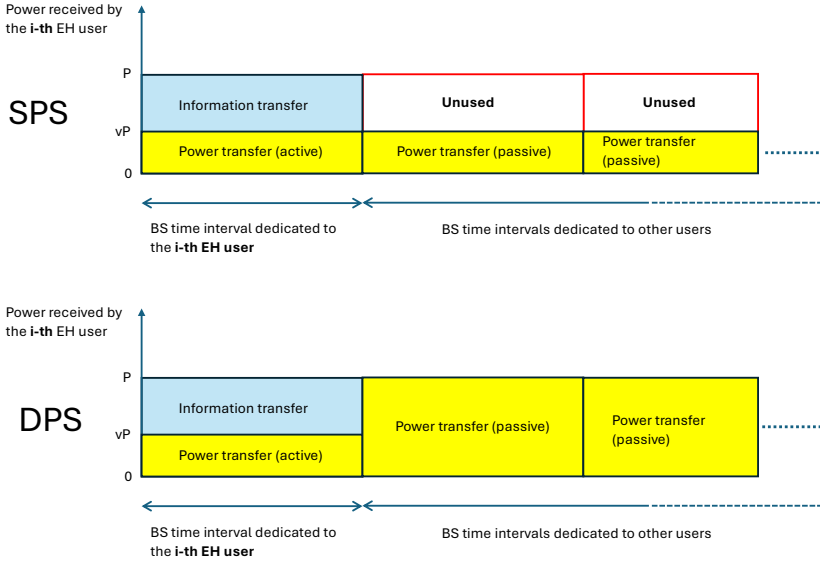 Power received by
the i-th EH user
SPS
P
vP
0
Information transfer
Unused
Unused
Power transfer (active)
Power transfer (passive)
Power transfer
(passive)
BS time interval dedicated to
the i-th EH user
BS time intervals dedicated to other users
Power received by
the i-th EH user
DPS
P
vP
0
Information transfer
Power transfer (active)
Power transfer (passive)
Power transfer
(passive)
BS time interval dedicated to
the i-th EH user
BS time intervals dedicated to other users